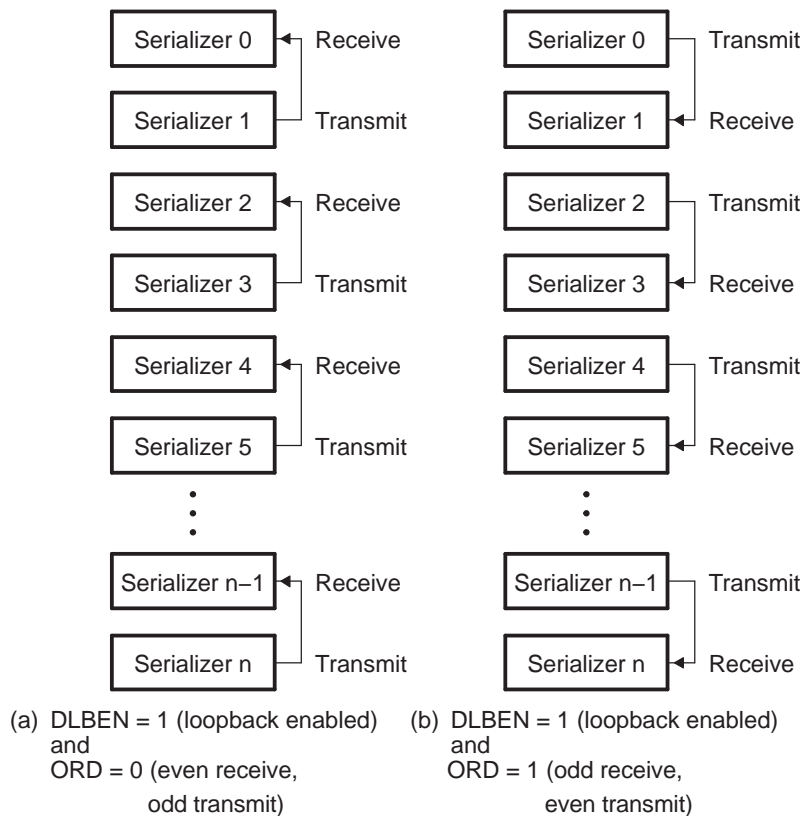 Serializer 0 Receive
Serializer 1 Transmit
Serializer 2 Receive
Serializer 3 Transmit
Serializer 4 Receive
Serializer 5 Transmit
Serializer n−1 Receive
Serializer n Transmit
(a) DLBEN = 1 (loopback enabled)
and
ORD = 0 (even receive,
odd transmit)
Serializer 0 Transmit
Serializer 1 Receive
Serializer 2 Transmit
Serializer 3 Receive
Serializer 4 Transmit
Serializer 5 Receive
Serializer n−1 Transmit
Serializer n Receive
(b) DLBEN = 1 (loopback enabled)
and
ORD = 1 (odd receive,
even transmit)